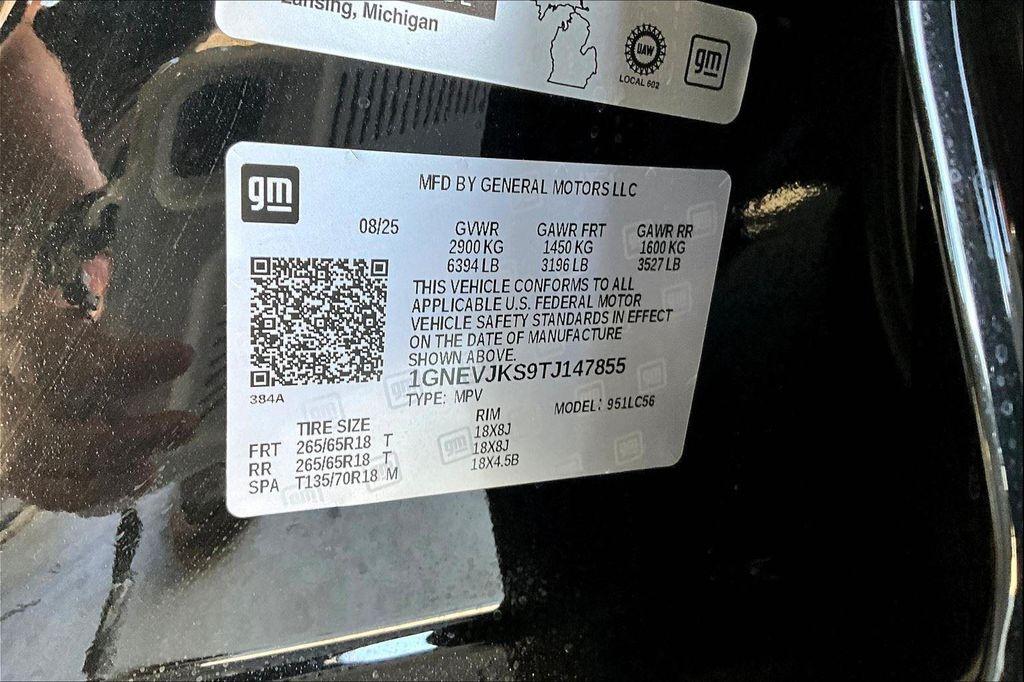 Lansing, Michigan
UAW
LOCAL 602
gm
gm
MFD BY GENERAL MOTORS LLC
08/25 GVWR GAWR FRT GAWR RR
2900 KG 1450 KG 1600 KG
6394 LB 3196 LB 3527 LB
THIS VEHICLE CONFORMS TO ALL
APPLICABLE U.S. FEDERAL MOTOR
VEHICLE SAFETY STANDARDS IN EFFECT
ON THE DATE OF MANUFACTURE
SHOWN ABOVE.
1GNEVJKS9TJ147855
384A
TYPE: MPV MODEL: 951LC56
TIRE SIZE RIM
FRT 265/65R18 T 18X8J
RR 265/65R18 T 18X8J
SPA T135/70R18 M 18X4.5B
gm